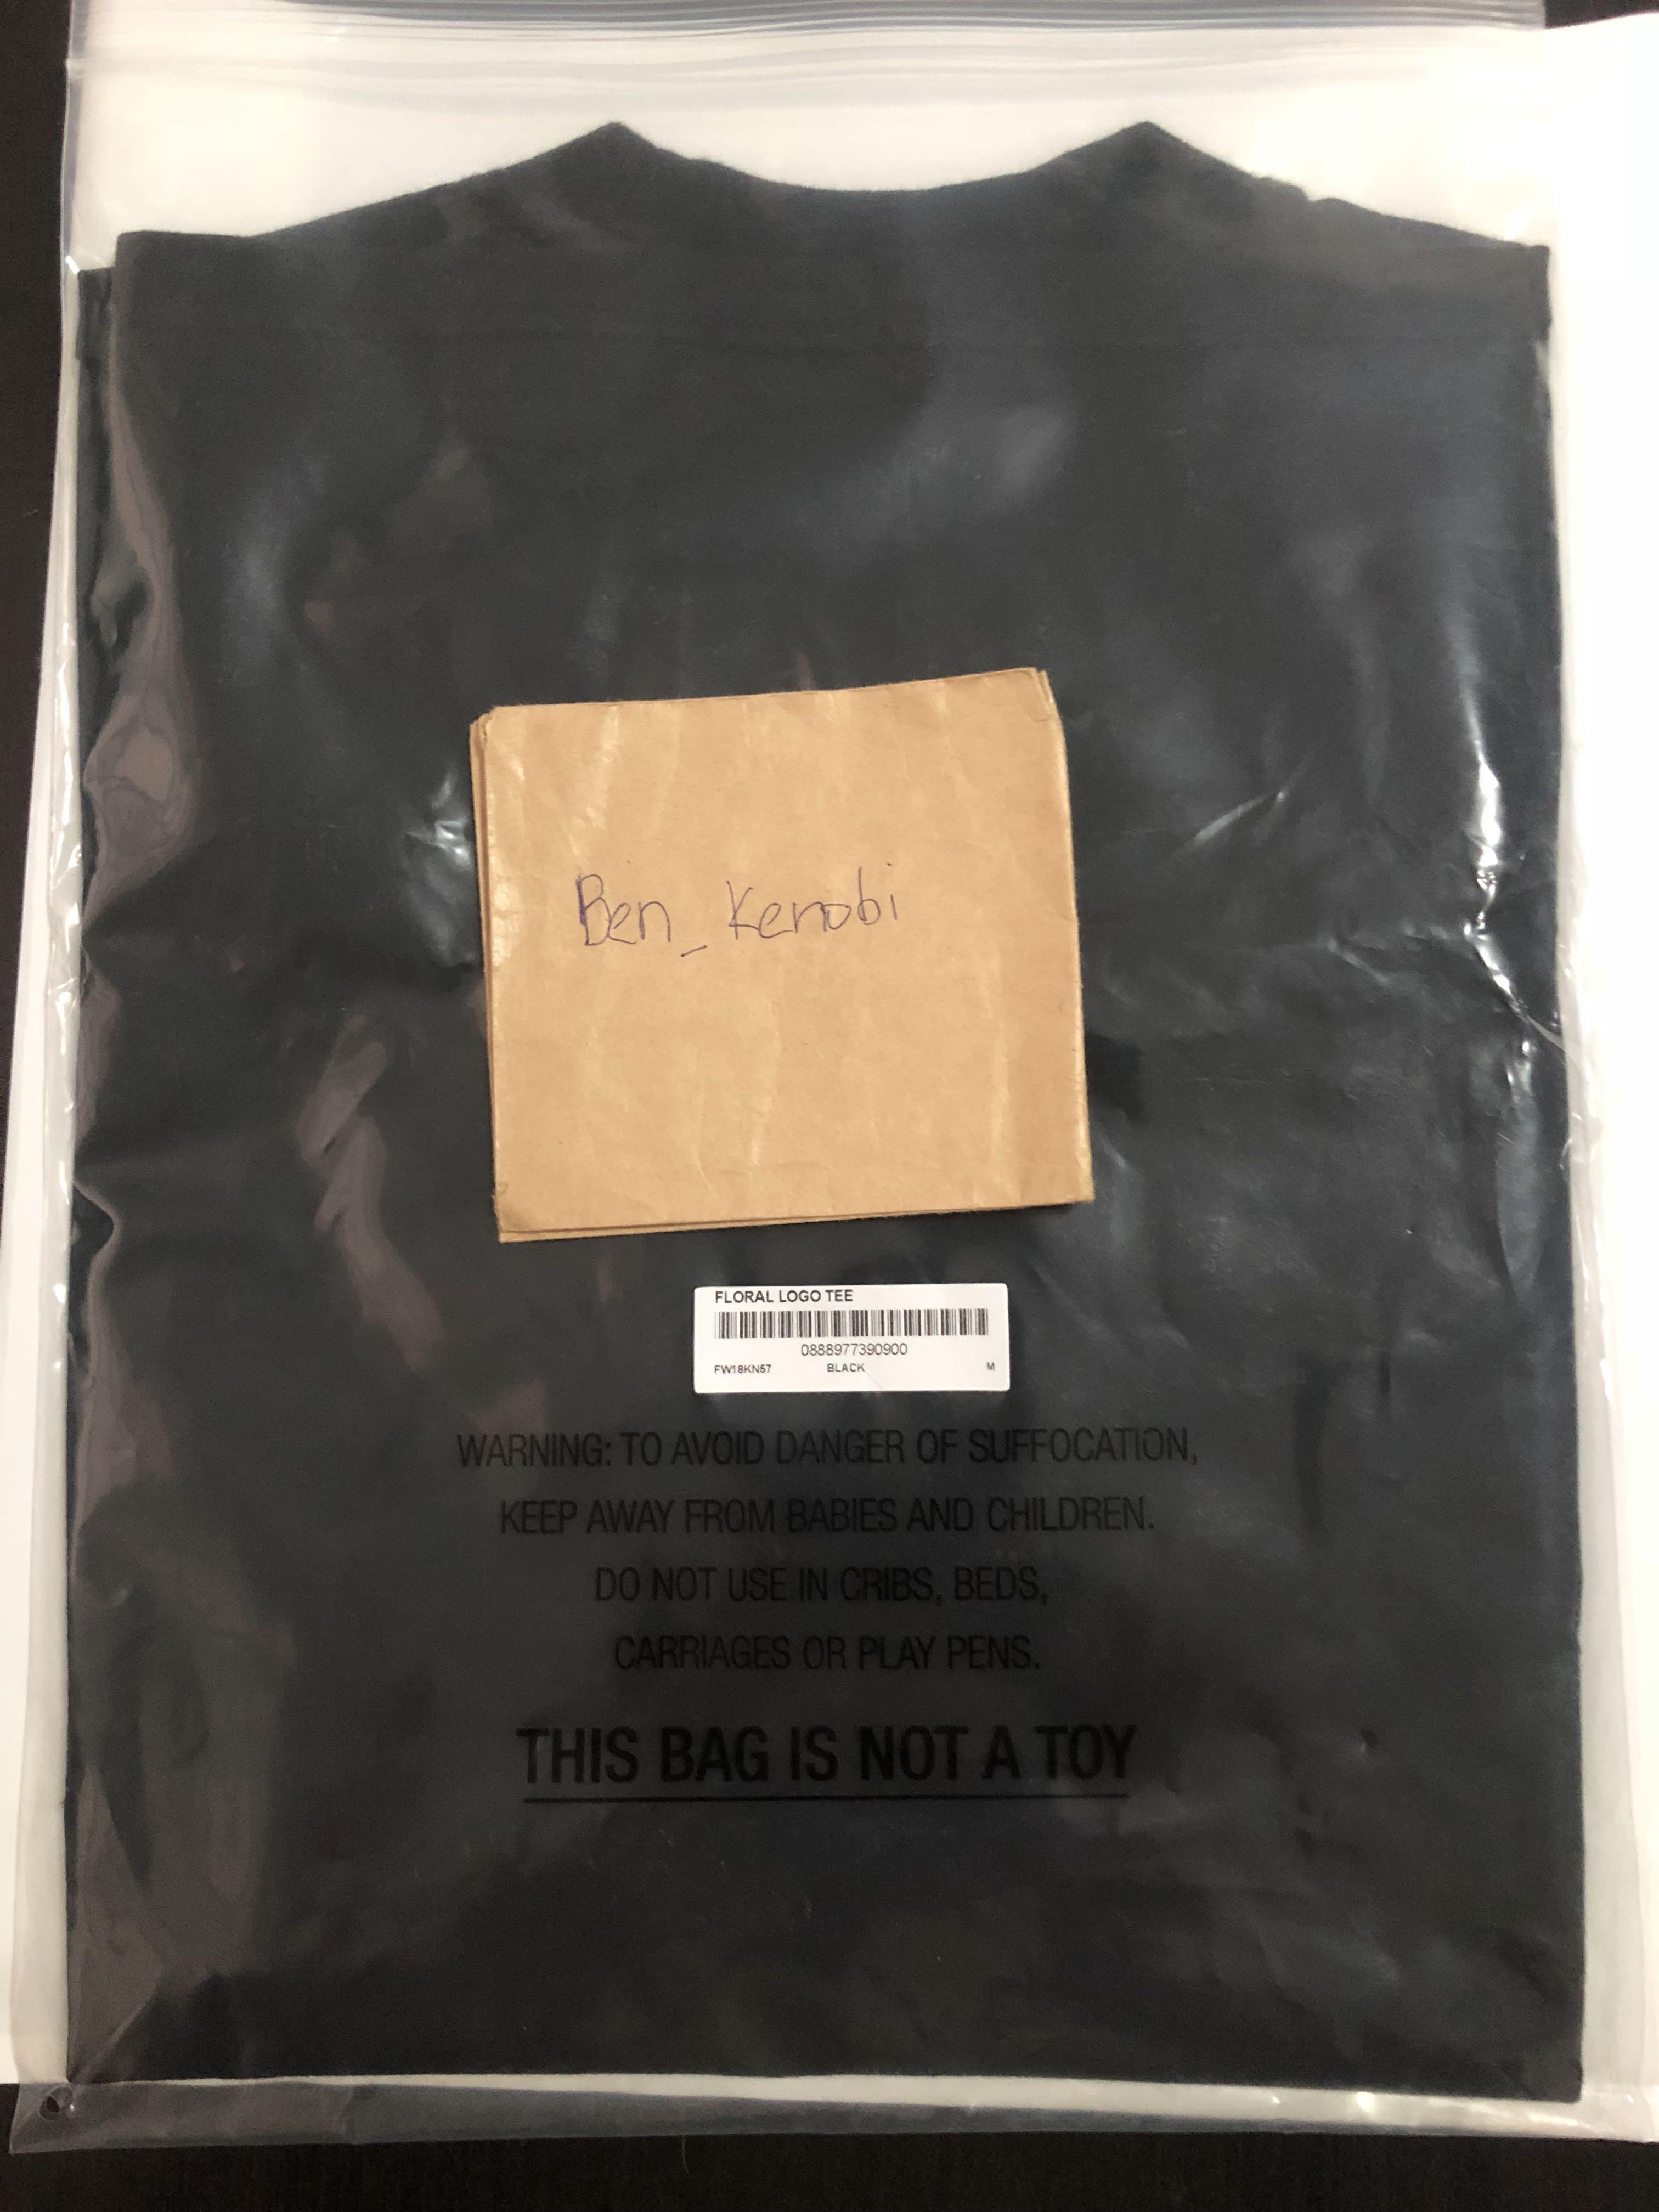 Ben_Kenobi
FLORAL LOGO TEE
0888977390900
FW18KN57 BLACK M
WARNING: TO AVOID DANGER OF SUFFOCATION,
KEEP AWAY FROM BABIES AND CHILDREN.
DO NOT USE IN CRIBS, BEDS,
CARRIAGES OR PLAY PENS.
THIS BAG IS NOT A TOY